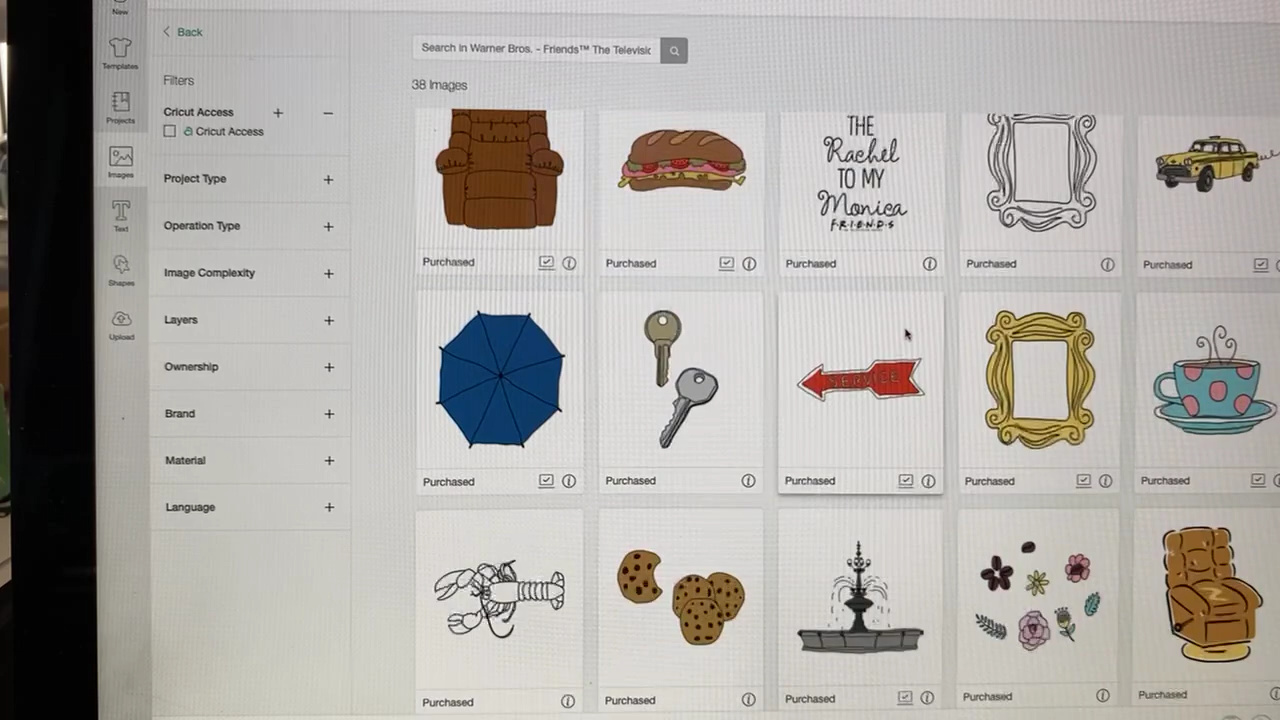 New
Back
Templates
Search in Warner Bros. - Friends™ The Televisic
Filters
38 Images
Cricut Access
Projects
Cricut Access
Images
Project Type
Text
Operation Type
Shapes
Image Complexity
Upload
Layers
Ownership
Brand
Material
Language
THE
Rachel
TO MY
Monica
F•R•I•E•N•D•S
Purchased
Purchased
Purchased
Purchased
Purchased
SERVICE
Purchased
Purchased
Purchased
Purchased
Purchased
Purchased
Purchased
Purchased
Purchased
Purchased